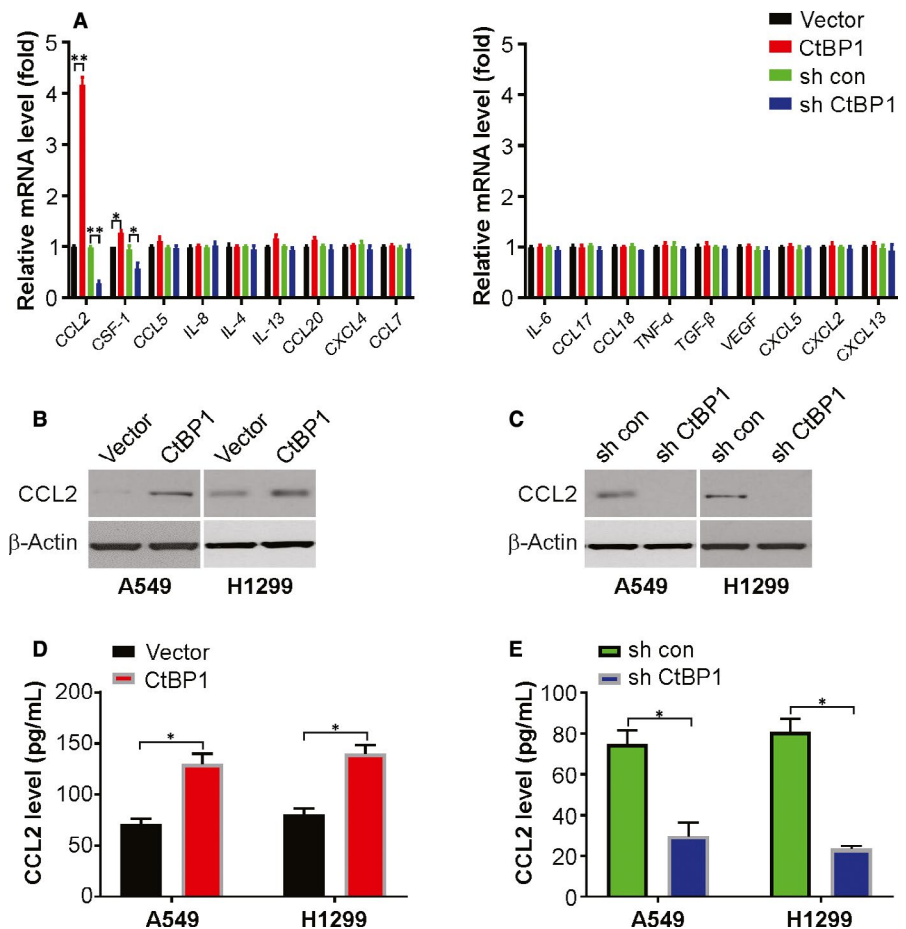 A
Vector
CtBP1
sh con
sh CtBP1
Relative mRNA level (fold)
5
4
3
2
1
0
**
**
*
*
CCL2
CSF-1
CCL5
IL-8
IL-4
IL-13
CCL20
CXCL4
CCL7
Relative mRNA level (fold)
5
4
3
2
1
0
IL-6
CCL17
CCL18
TNF-α
TGF-β
VEGF
CXCL5
CXCL2
CXCL13
B
Vector
CtBP1
Vector
CtBP1
CCL2
β-Actin
A549
H1299
C
sh con
sh CtBP1
sh con
sh CtBP1
CCL2
β-Actin
A549
H1299
D
Vector
CtBP1
CCL2 level (pg/mL)
200
150
100
50
0
*
*
A549
H1299
E
sh con
sh CtBP1
CCL2 level (pg/mL)
100
80
60
40
20
0
*
*
A549
H1299